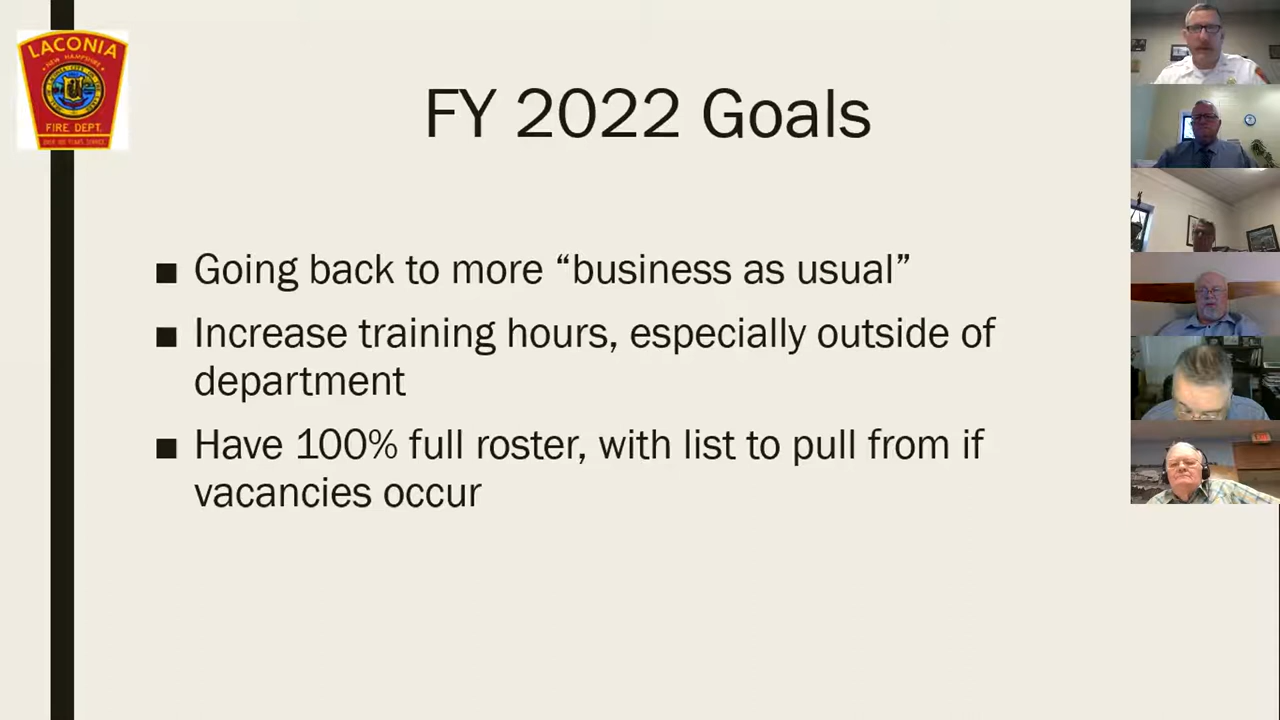 LACONIA
NEW HAMPSHIRE
FIRE DEPT.
FY 2022 Goals
■ Going back to more “business as usual”
■ Increase training hours, especially outside of
department
■ Have 100% full roster, with list to pull from if
vacancies occur